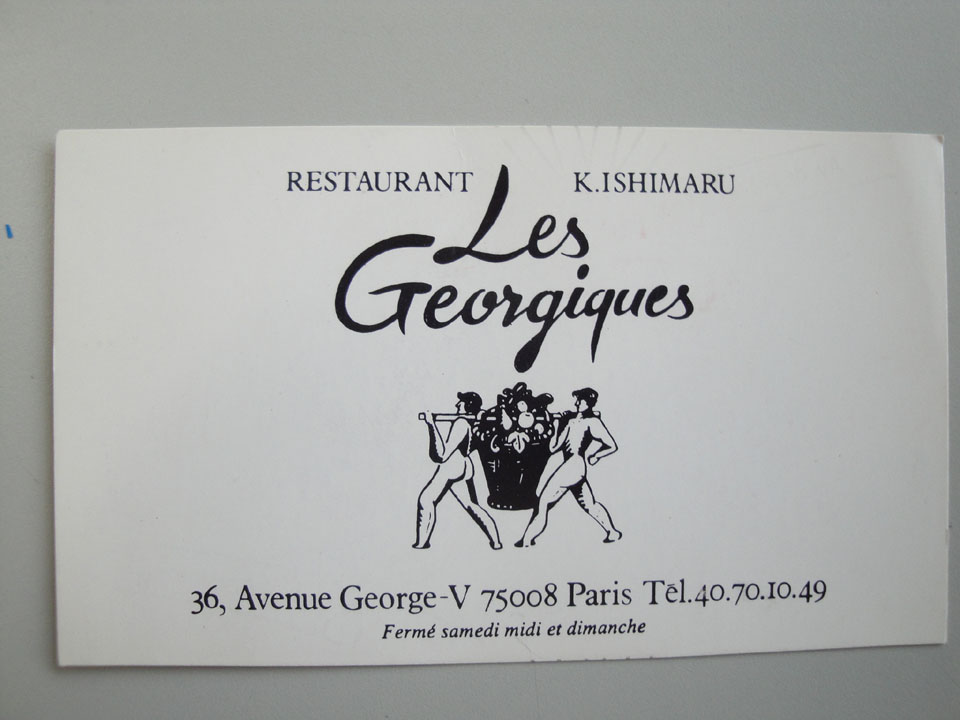 RESTAURANT K.ISHIMARU
Les
Georgiques
36, Avenue George-V 75008 Paris Tél.40.70.10.49
Fermé samedi midi et dimanche